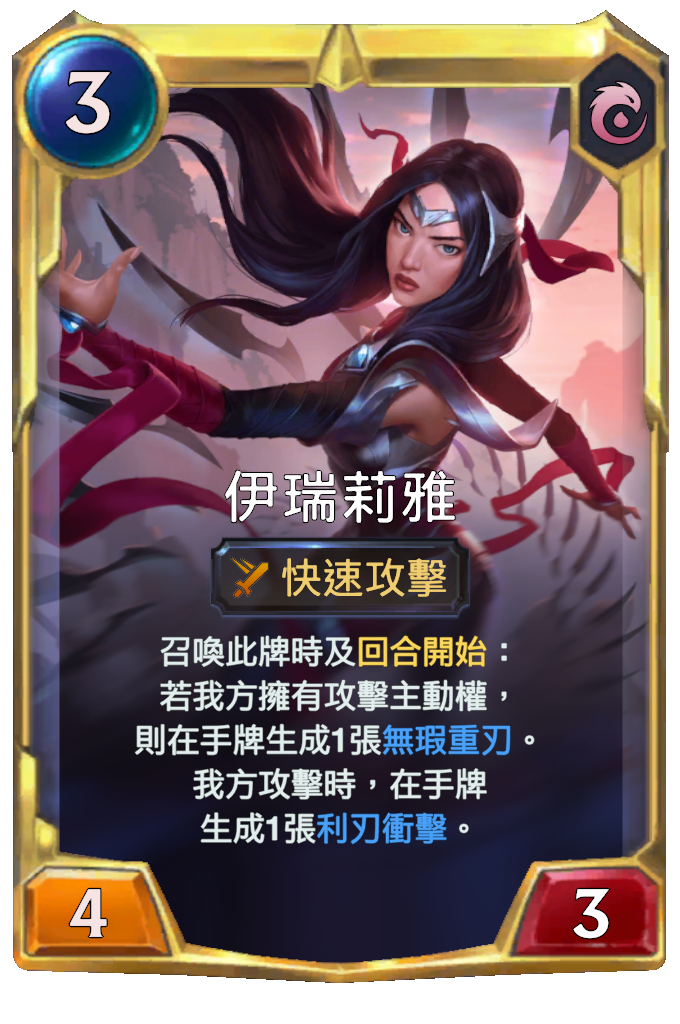 3
伊瑞莉雅
快速攻擊
召喚此牌時及回合開始：
若我方擁有攻擊主動權，
則在手牌生成1張無瑕重刃。
我方攻擊時，在手牌
生成1張利刃衝擊。
4
3